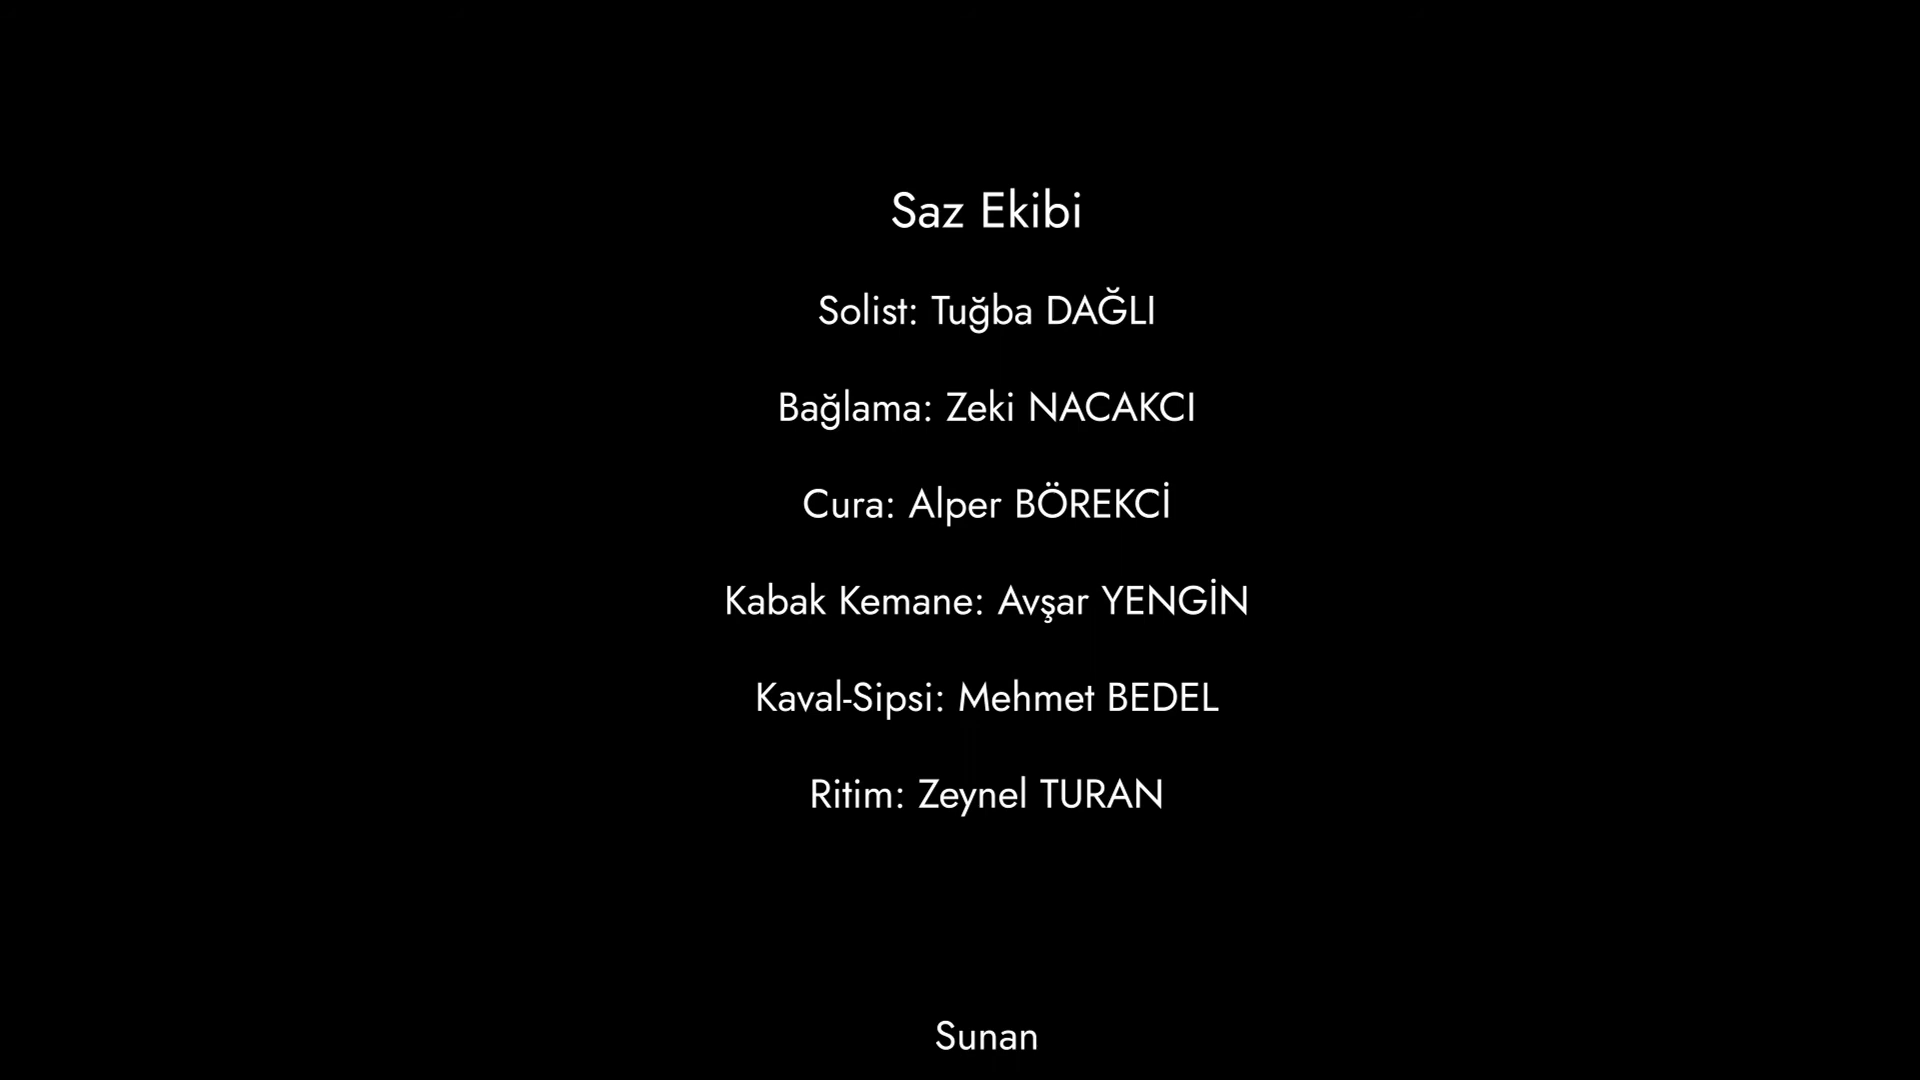 Saz Ekibi
Solist: Tuğba DAĞLI
Bağlama: Zeki NACAKCI
Cura: Alper BÖREKCİ
Kabak Kemane: Avşar YENGİN
Kaval-Sipsi: Mehmet BEDEL
Ritim: Zeynel TURAN
Sunan